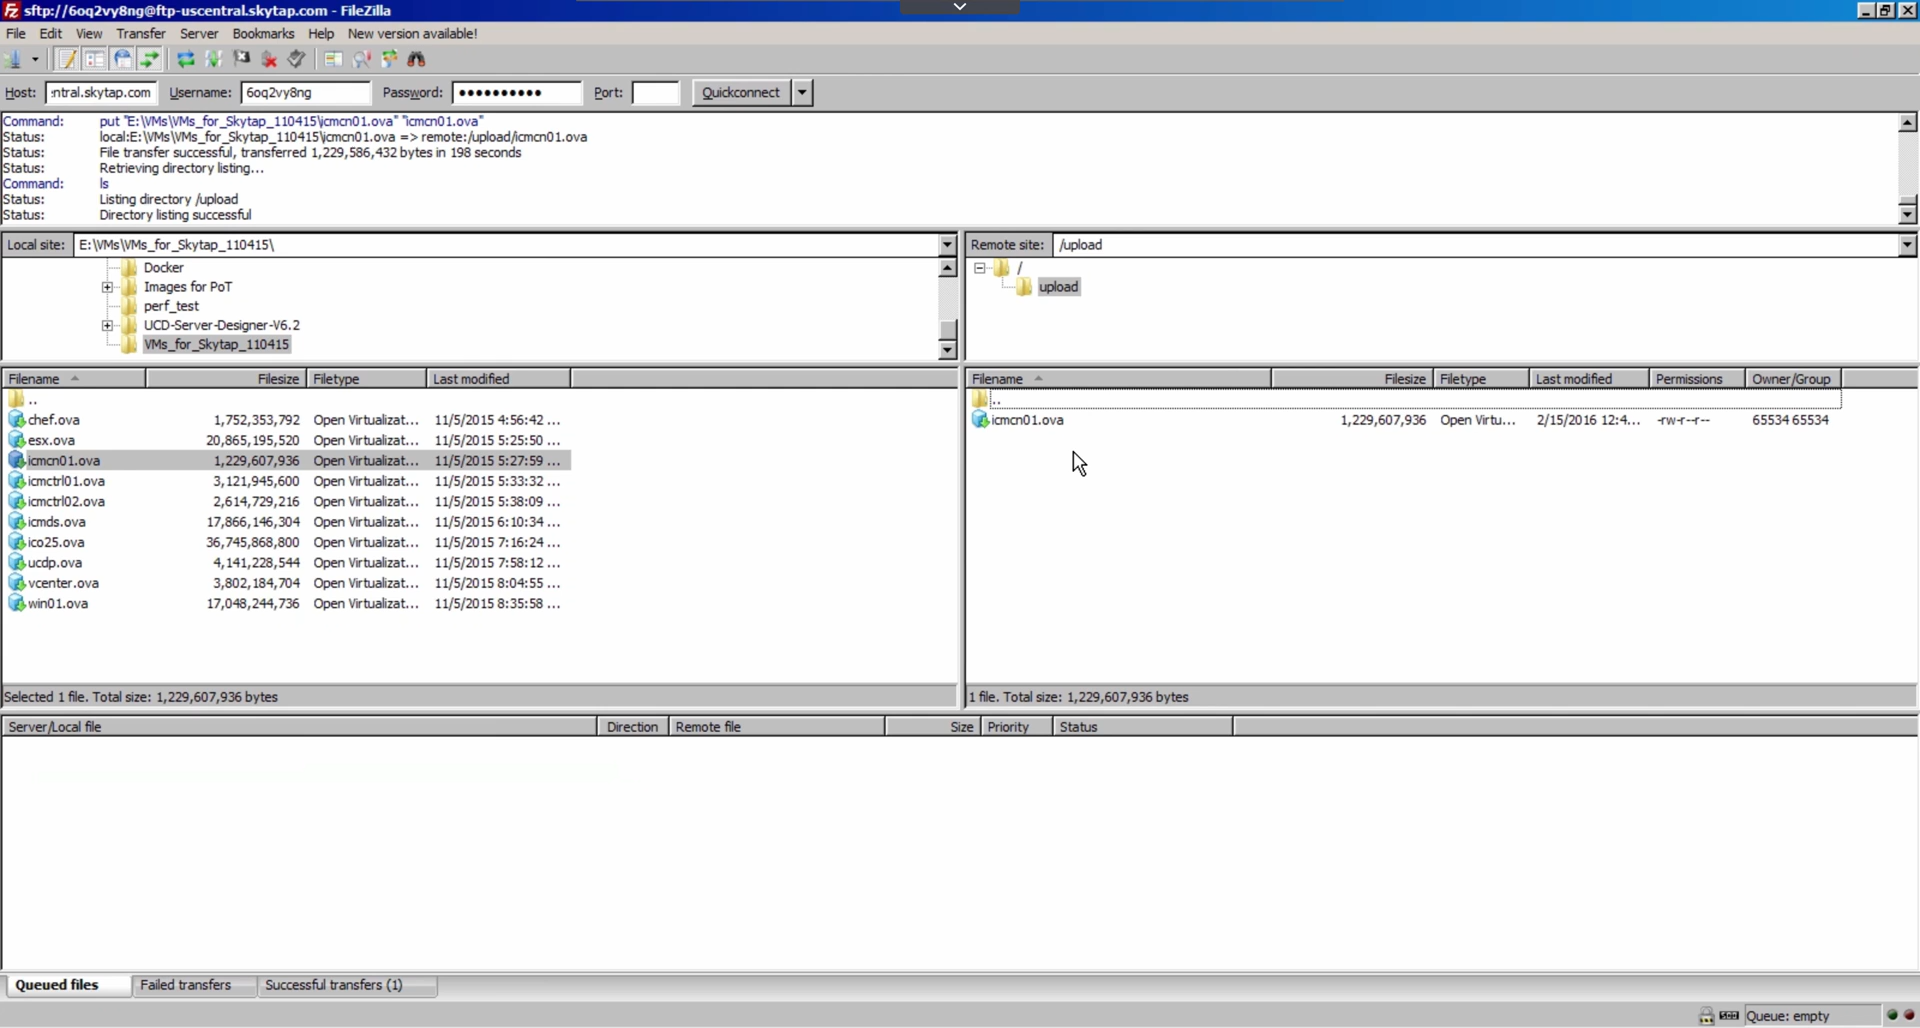 sftp://6oq2vy8ng@ftp-uscentral.skytap.com - FileZilla
File Edit View Transfer Server Bookmarks Help New version available!
Host: :ntral.skytap.com Username: 6oq2vy8ng Password: ●●●●●●●●●● Port: Quickconnect
Command: put "E:\VMs\VMs_for_Skytap_110415\icmcn01.ova" "icmcn01.ova"
Status: local:E:\VMs\VMs_for_Skytap_110415\icmcn01.ova => remote:/upload/icmcn01.ova
Status: File transfer successful, transferred 1,229,586,432 bytes in 198 seconds
Status: Retrieving directory listing...
Command: ls
Status: Listing directory /upload
Status: Directory listing successful
Local site: E:\VMs\VMs_for_Skytap_110415\
Docker
Images for PoT
perf_test
UCD-Server-Designer-V6.2
VMs_for_Skytap_110415
Remote site: /upload
/
upload
Filename Filesize Filetype Last modified
..
chef.ova 1,752,353,792 Open Virtualizat... 11/5/2015 4:56:42 ...
esx.ova 20,865,195,520 Open Virtualizat... 11/5/2015 5:25:50 ...
icmcn01.ova 1,229,607,936 Open Virtualizat... 11/5/2015 5:27:59 ...
icmctrl01.ova 3,121,945,600 Open Virtualizat... 11/5/2015 5:33:32 ...
icmctrl02.ova 2,614,729,216 Open Virtualizat... 11/5/2015 5:38:09 ...
icmds.ova 17,866,146,304 Open Virtualizat... 11/5/2015 6:10:34 ...
ico25.ova 36,745,868,800 Open Virtualizat... 11/5/2015 7:16:24 ...
ucdp.ova 4,141,228,544 Open Virtualizat... 11/5/2015 7:58:12 ...
vcenter.ova 3,802,184,704 Open Virtualizat... 11/5/2015 8:04:55 ...
win01.ova 17,048,244,736 Open Virtualizat... 11/5/2015 8:35:58 ...
Selected 1 file. Total size: 1,229,607,936 bytes
Filename Filesize Filetype Last modified Permissions Owner/Group
..
icmcn01.ova 1,229,607,936 Open Virtu... 2/15/2016 12:4... -rw-r--r-- 65534 65534
1 file. Total size: 1,229,607,936 bytes
Server/Local file Direction Remote file Size Priority Status
Queued files Failed transfers Successful transfers (1)
Queue: empty